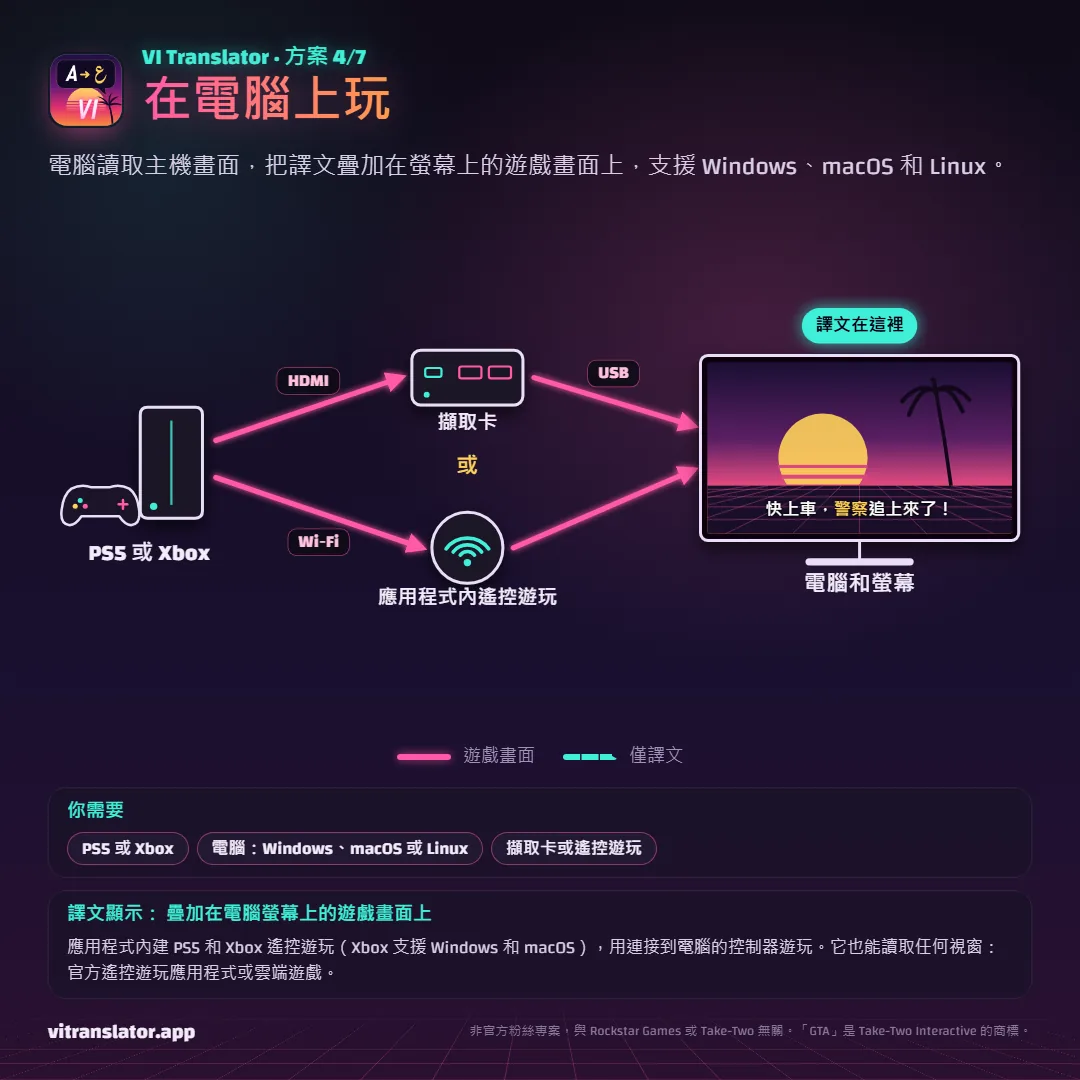 A→ع
VI
VI Translator · 方案 4/7
在電腦上玩
電腦讀取主機畫面，把譯文疊加在螢幕上的遊戲畫面上，支援 Windows、macOS 和 Linux。
譯文在這裡
HDMI
USB
擷取卡
或
快上車，警察追上來了！
Wi-Fi
PS5 或 Xbox
電腦和螢幕
應用程式內遙控遊玩
遊戲畫面
僅譯文
你需要
PS5 或 Xbox
電腦：Windows、macOS 或 Linux
擷取卡或遙控遊玩
譯文顯示： 疊加在電腦螢幕上的遊戲畫面上
應用程式內建 PS5 和 Xbox 遙控遊玩（Xbox 支援 Windows 和 macOS），用連接到電腦的控制器遊玩。它也能讀取任何視窗：
官方遙控遊玩應用程式或雲端遊戲。
vitranslator.app
非官方粉絲專案，與 Rockstar Games 或 Take-Two 無關。「GTA」是 Take-Two Interactive 的商標。